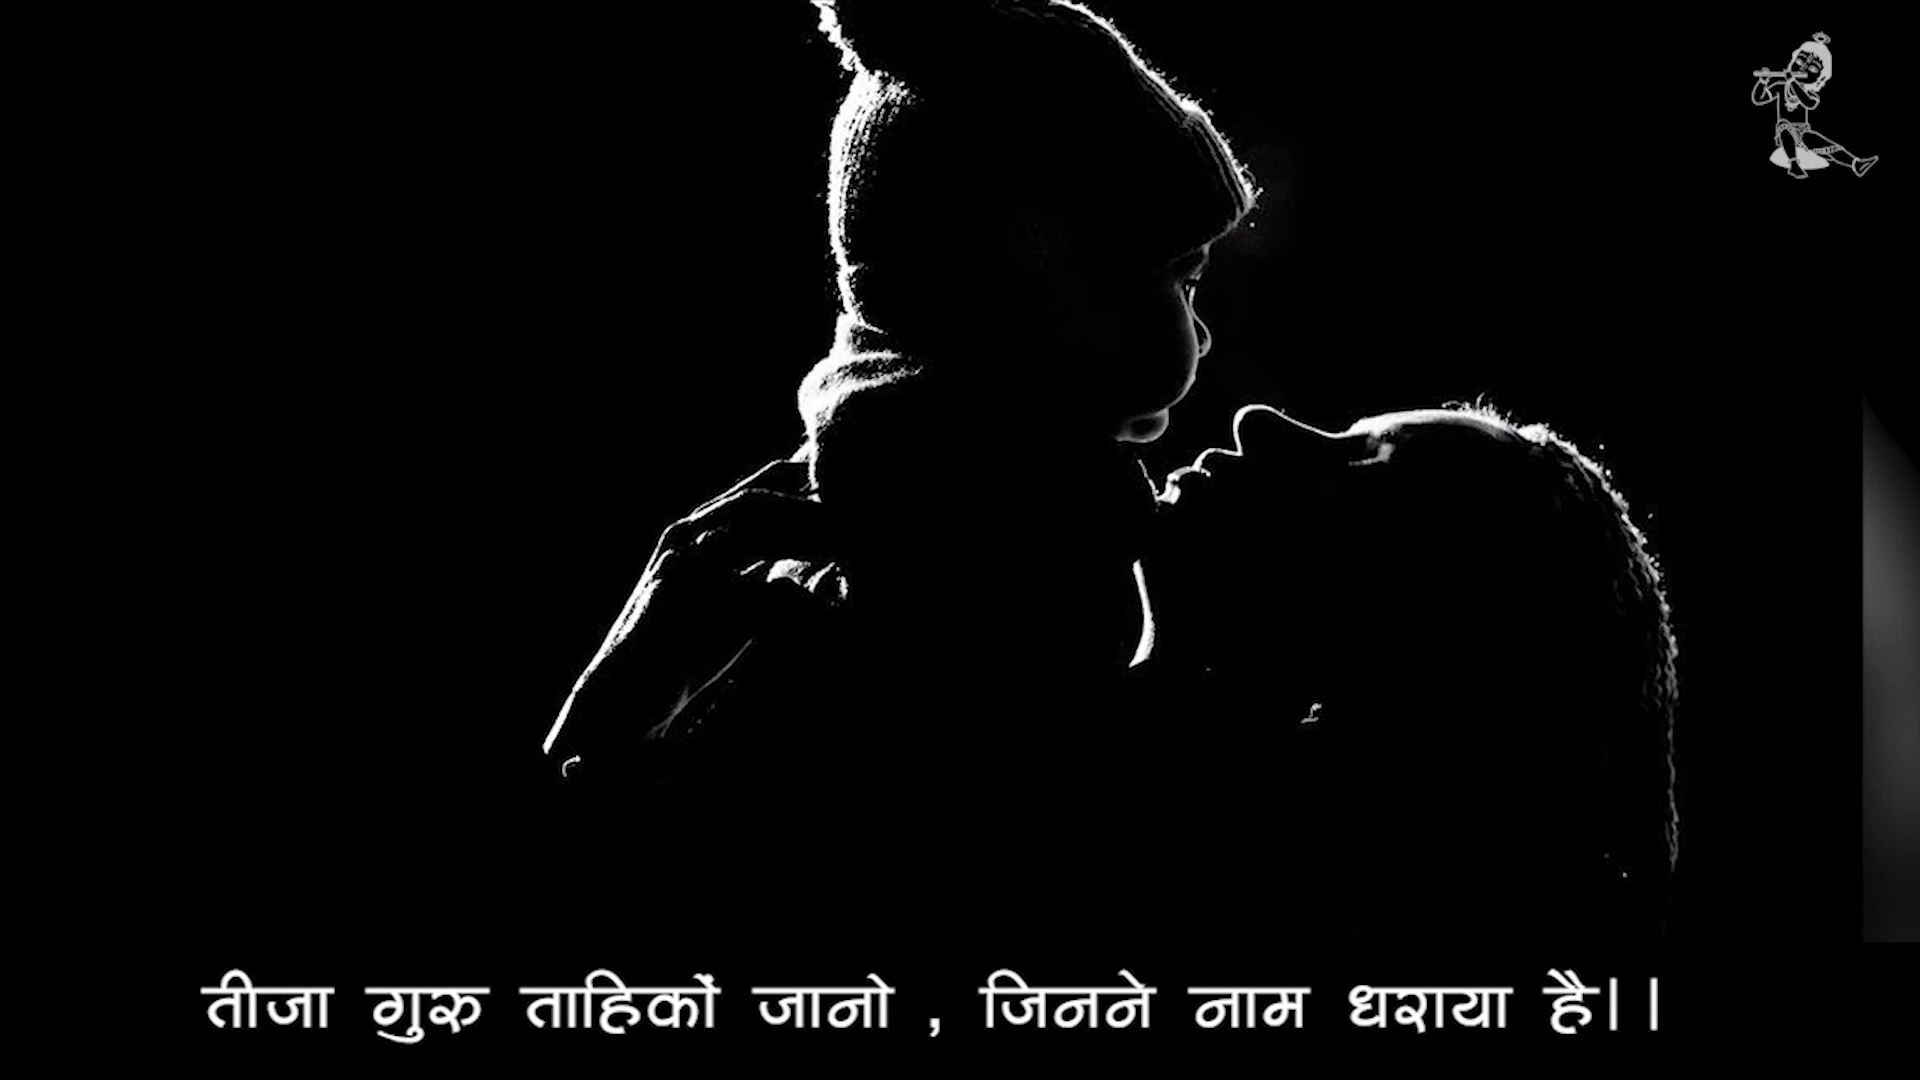 तीजा गुरु ताहिकों जानो , जिनने नाम धराया है।।